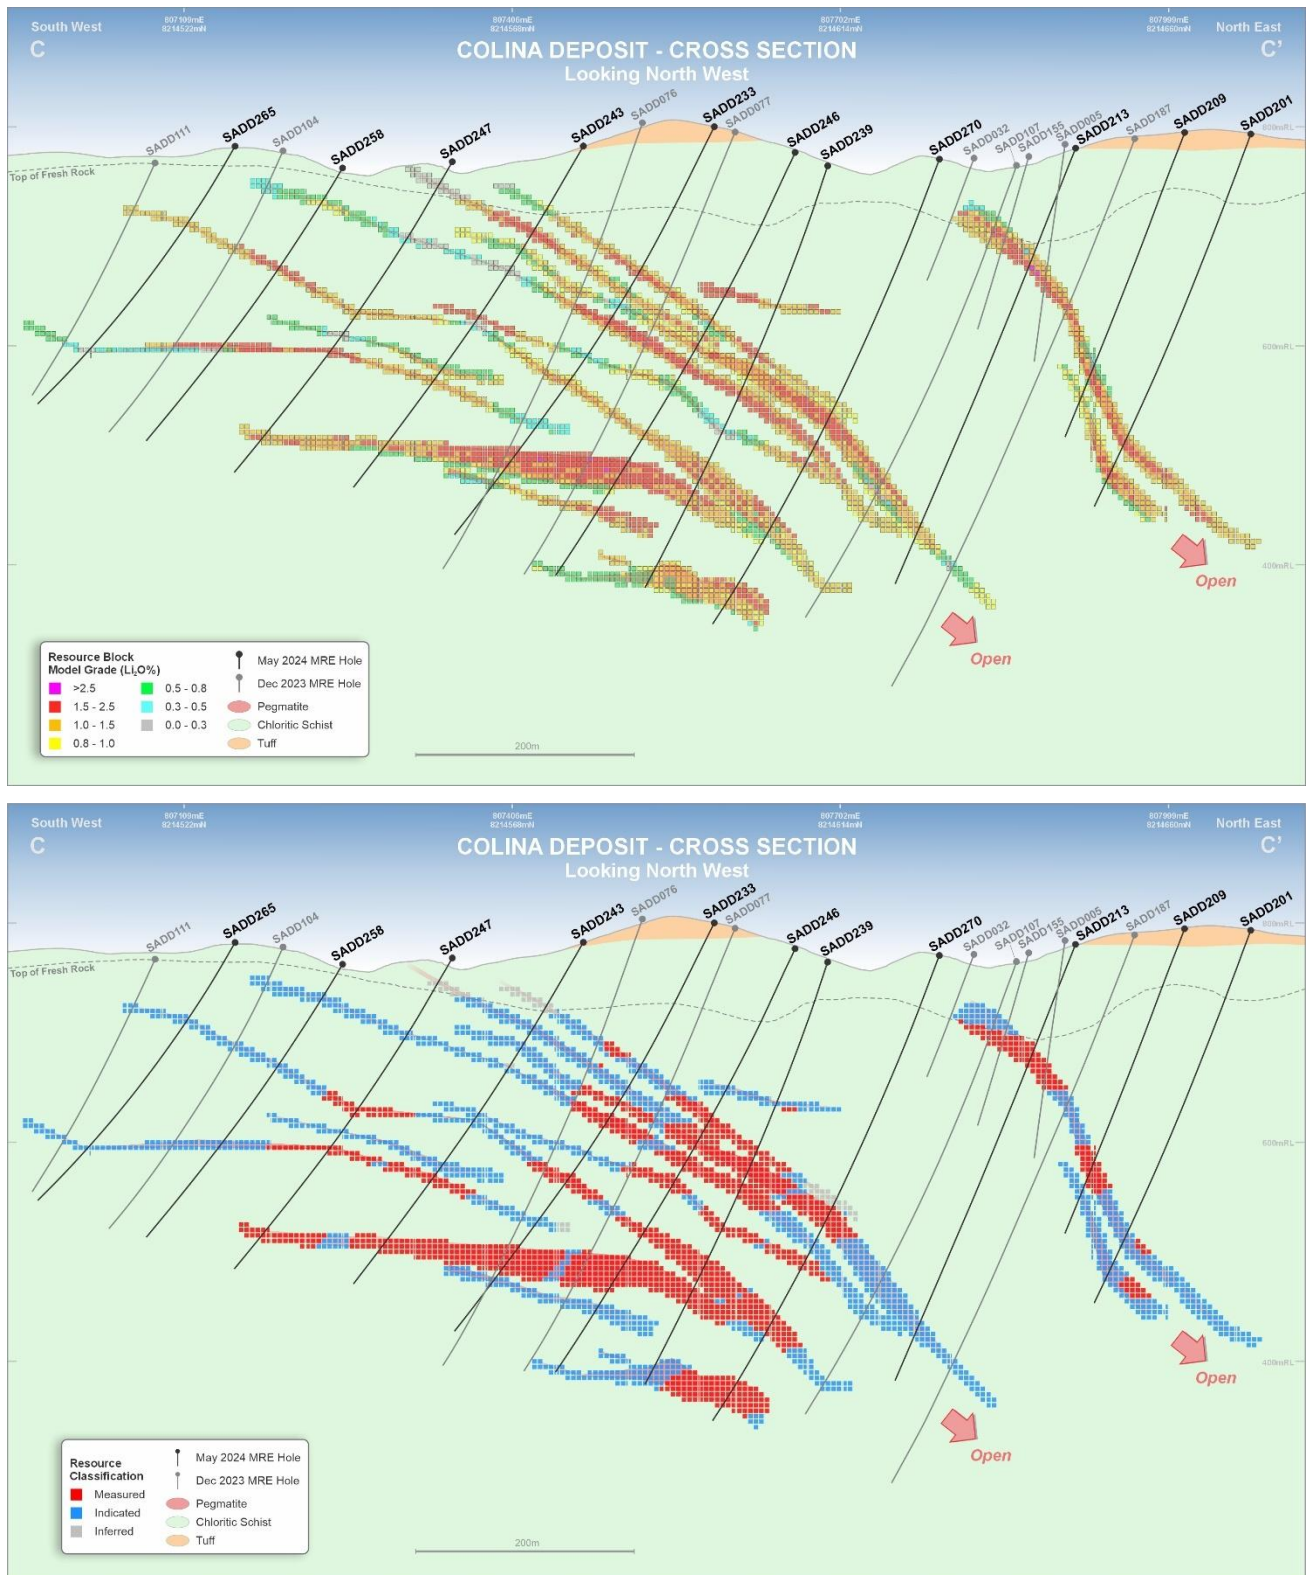 807109mE
8214522mN
807406mE
8214568mN
807702mE
8214614mN
807999mE
8214660mN
South West
North East
C
C'
COLINA DEPOSIT - CROSS SECTION
Looking North West
SADD111
SADD265
SADD104
SADD258
SADD247
SADD243
SADD076
SADD233
SADD077
SADD246
SADD239
SADD270
SADD032
SADD107
SADD155
SADD005
SADD213
SADD187
SADD209
SADD201
800mRL
Top of Fresh Rock
600mRL
400mRL
Open
Open
Resource Block
Model Grade (Li₂O%)
>2.5
1.5 - 2.5
1.0 - 1.5
0.8 - 1.0
0.5 - 0.8
0.3 - 0.5
0.0 - 0.3
May 2024 MRE Hole
Dec 2023 MRE Hole
Pegmatite
Chloritic Schist
Tuff
200m
807109mE
8214522mN
807406mE
8214568mN
807702mE
8214614mN
807999mE
8214660mN
South West
North East
C
C'
COLINA DEPOSIT - CROSS SECTION
Looking North West
SADD111
SADD265
SADD104
SADD258
SADD247
SADD243
SADD076
SADD233
SADD077
SADD246
SADD239
SADD270
SADD032
SADD107
SADD155
SADD005
SADD213
SADD187
SADD209
SADD201
800mRL
Top of Fresh Rock
600mRL
400mRL
Open
Open
Resource
Classification
Measured
Indicated
Inferred
May 2024 MRE Hole
Dec 2023 MRE Hole
Pegmatite
Chloritic Schist
Tuff
200m